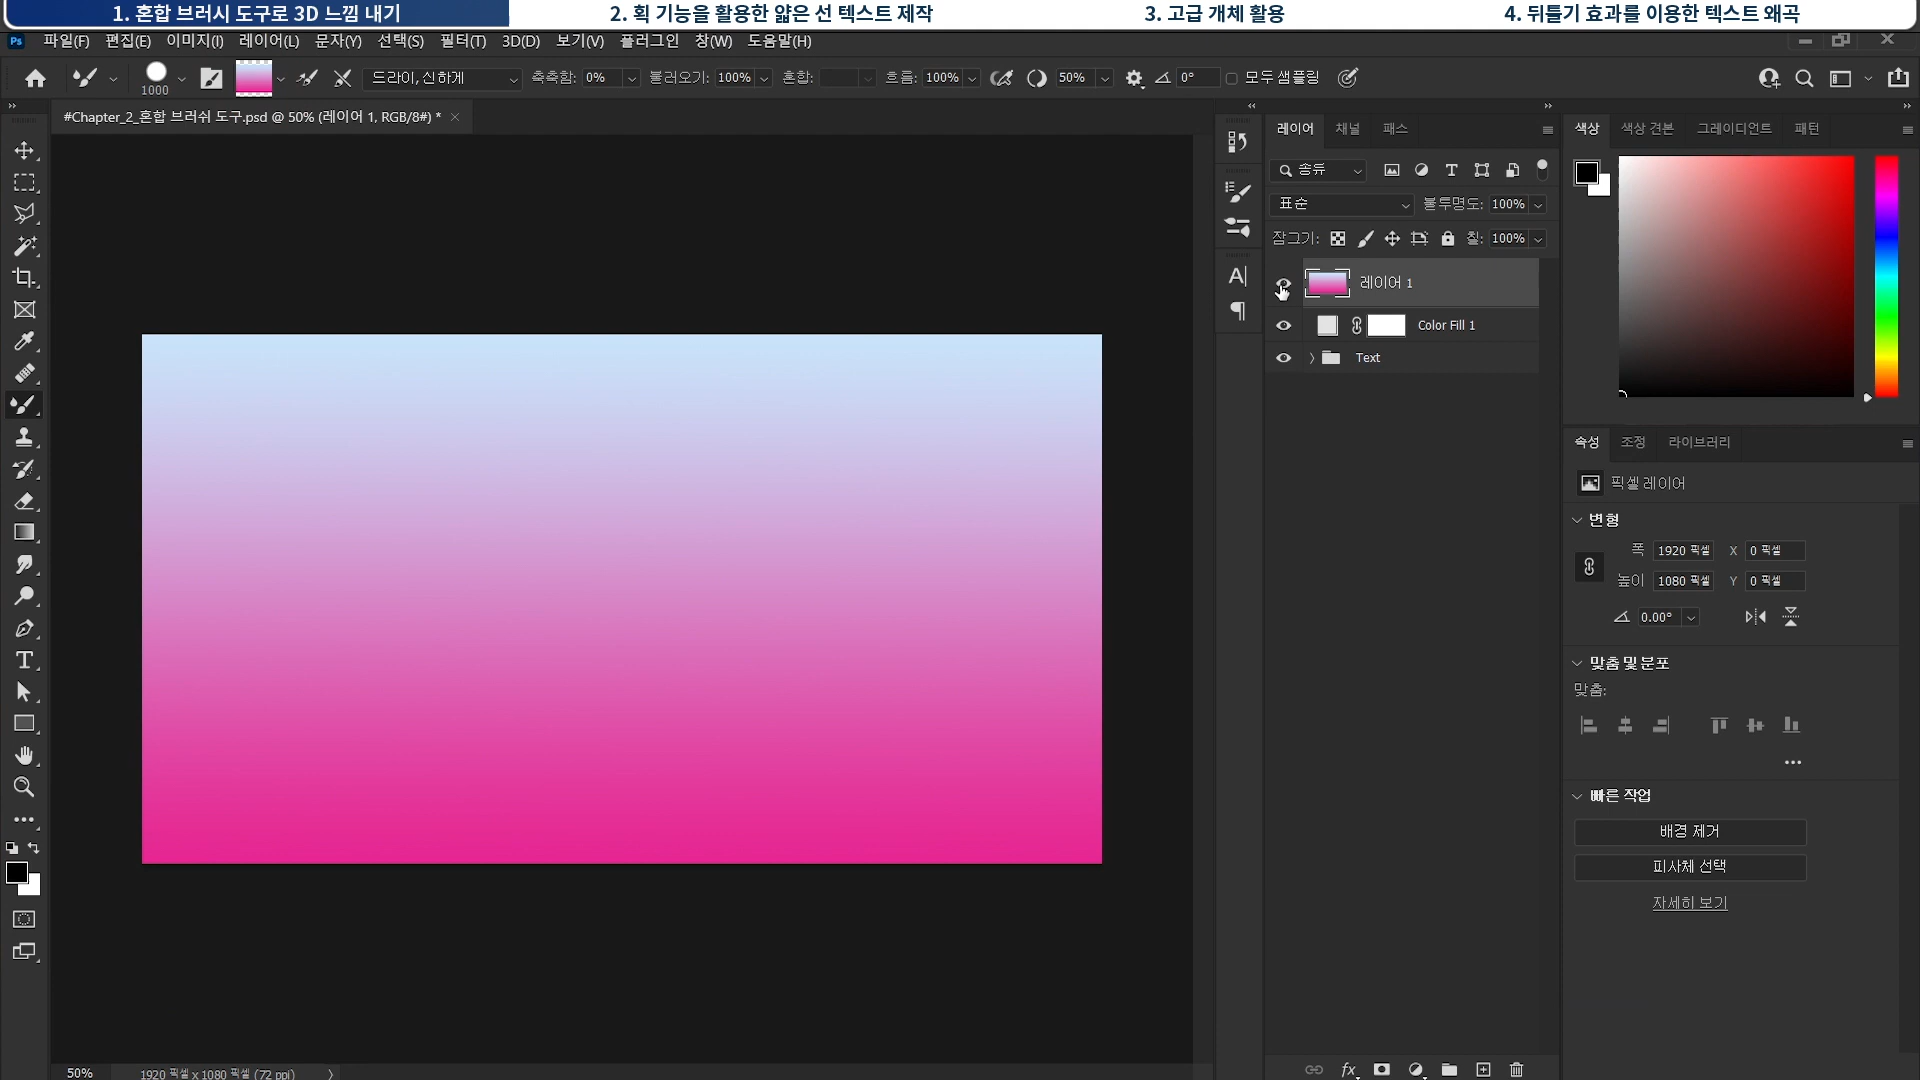 1. 혼합 브러시 도구로 3D 느낌 내기
2. 획 기능을 활용한 얇은 선 텍스트 제작
3. 고급 개체 활용
4. 뒤틀기 효과를 이용한 텍스트 왜곡
Ps 파일(F) 편집(E) 이미지(I) 레이어(L) 문자(Y) 선택(S) 필터(T) 3D(D) 보기(V) 플러그인 창(W) 도움말(H)
1000 드라이, 신하게 축축함: 0% 불러오기: 100% 혼합: 흐름: 100% 50% 0° 모두 샘플링
#Chapter_2_혼합 브러쉬 도구.psd @ 50% (레이어 1, RGB/8#) *
레이어 채널 패스
종류
표준 불투명도: 100%
잠그기: 칠: 100%
레이어 1
Color Fill 1
Text
색상 색상 견본 그레이디언트 패턴
속성 조정 라이브러리
픽셀 레이어
변형
폭 1920 픽셀 X 0 픽셀
높이 1080 픽셀 Y 0 픽셀
0.00°
맞춤 및 분포
맞춤:
빠른 작업
배경 제거
피사체 선택
자세히 보기
50% 1920 픽셀 x 1080 픽셀 (72 ppi)